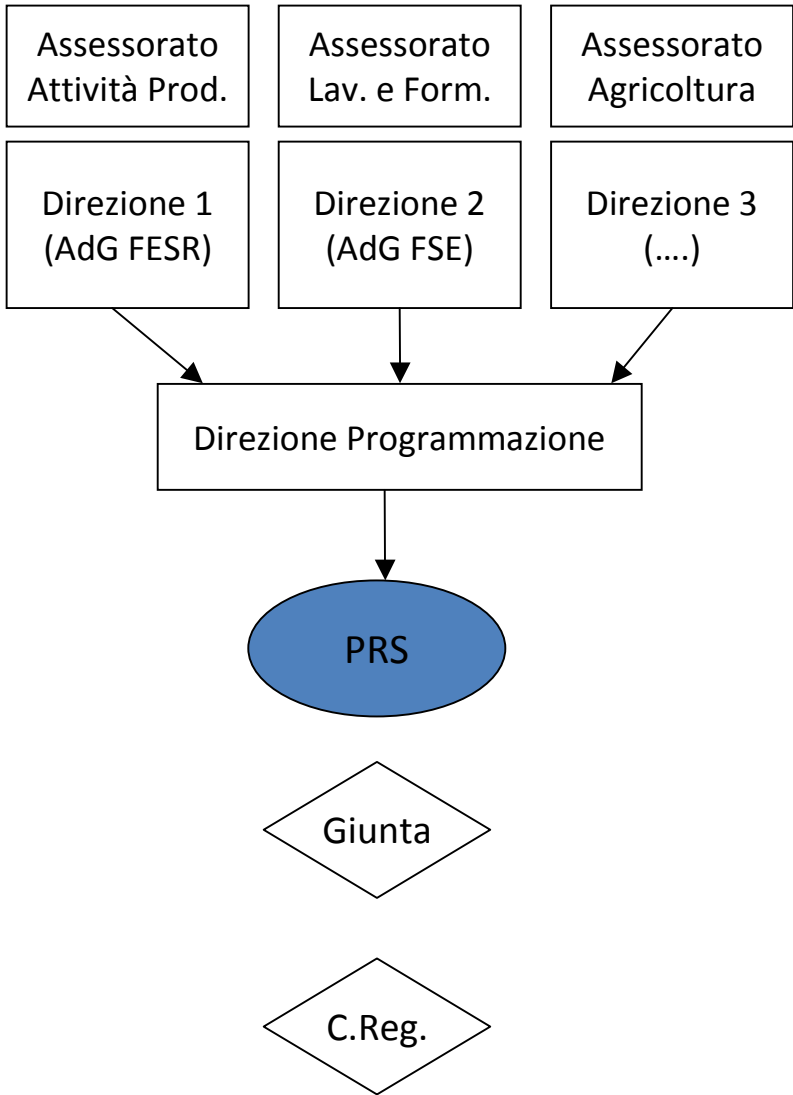 Assessorato
Attività Prod.
Assessorato
Lav. e Form.
Assessorato
Agricoltura
Direzione 1
(AdG FESR)
Direzione 2
(AdG FSE)
Direzione 3
(....)
Direzione Programmazione
PRS
Giunta
C.Reg.